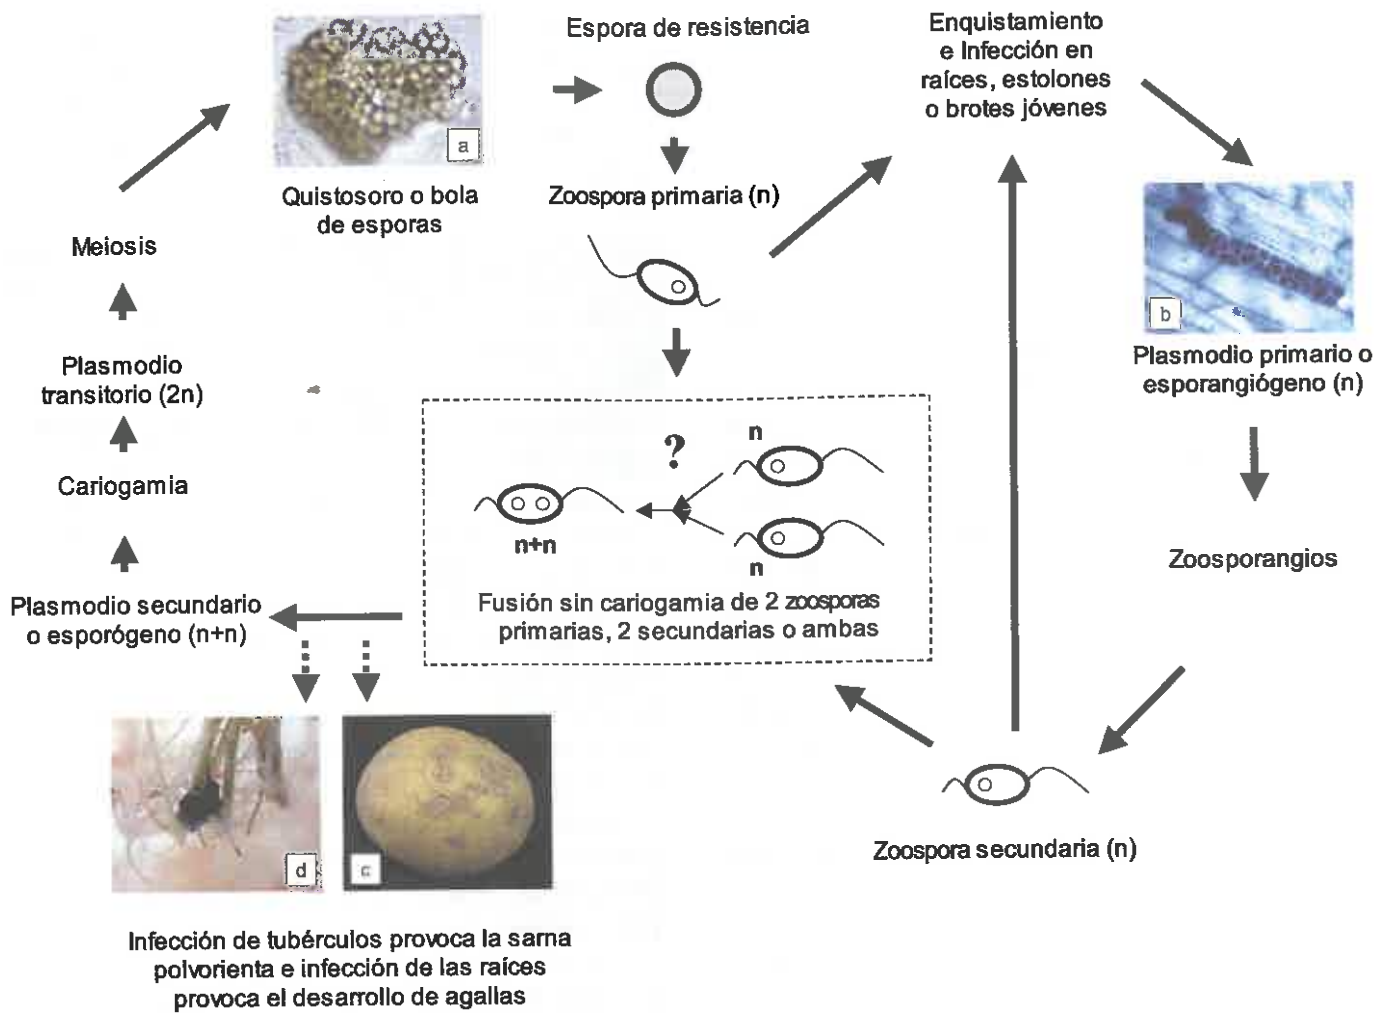 Espora de resistencia
Enquistamiento
e Infección en
raíces, estolones
o brotes jóvenes
a
Quistosoro o bola
de esporas
Zoospora primaria (n)
Meiosis
b
Plasmodio primario o
esporangiógeno (n)
Plasmodio
transitorio (2n)
?
n
Cariogamia
n+n
n
Zoosporangios
Fusión sin cariogamia de 2 zoosporas
primarias, 2 secundarias o ambas
Plasmodio secundario
o esporógeno (n+n)
d
c
Zoospora secundaria (n)
Infección de tubérculos provoca la sarna
polvorienta e infección de las raíces
provoca el desarrollo de agallas